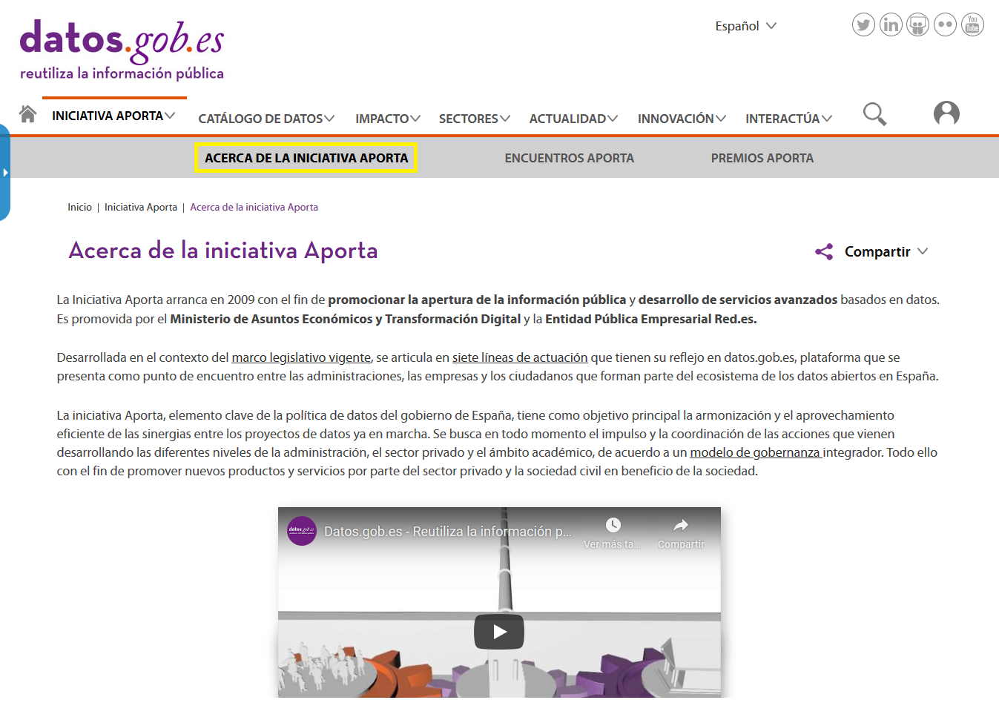 datos.gob.es
reutiliza la información pública
Español
You
Tube
INICIATIVA APORTA
CATÁLOGO DE DATOS
IMPACTO
SECTORES
ACTUALIDAD
INNOVACIÓN
INTERACTÚA
ACERCA DE LA INICIATIVA APORTA
ENCUENTROS APORTA
PREMIOS APORTA
Inicio | Iniciativa Aporta | Acerca de la iniciativa Aporta
Acerca de la iniciativa Aporta
Compartir
La Iniciativa Aporta arranca en 2009 con el fin de promocionar la apertura de la información pública y desarrollo de servicios avanzados basados en datos.
Es promovida por el Ministerio de Asuntos Económicos y Transformación Digital y la Entidad Pública Empresarial Red.es.
Desarrollada en el contexto del marco legislativo vigente, se articula en siete líneas de actuación que tienen su reflejo en datos.gob.es, plataforma que se
presenta como punto de encuentro entre las administraciones, las empresas y los ciudadanos que forman parte del ecosistema de los datos abiertos en España.
La iniciativa Aporta, elemento clave de la política de datos del gobierno de España, tiene como objetivo principal la armonización y el aprovechamiento
eficiente de las sinergias entre los proyectos de datos ya en marcha. Se busca en todo momento el impulso y la coordinación de las acciones que vienen
desarrollando las diferentes niveles de la administración, el sector privado y el ámbito académico, de acuerdo a un modelo de gobernanza integrador. Todo ello
con el fin de promover nuevos productos y servicios por parte del sector privado y la sociedad civil en beneficio de la sociedad.
datos.gob.es
Datos.gob.es - Reutiliza la información p...
Ver más ta...
Compartir